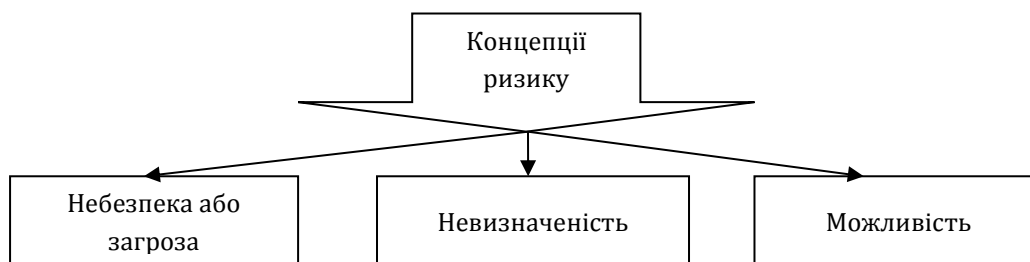 Концепції
ризику
Небезпека або
загроза
Невизначеність
Можливість